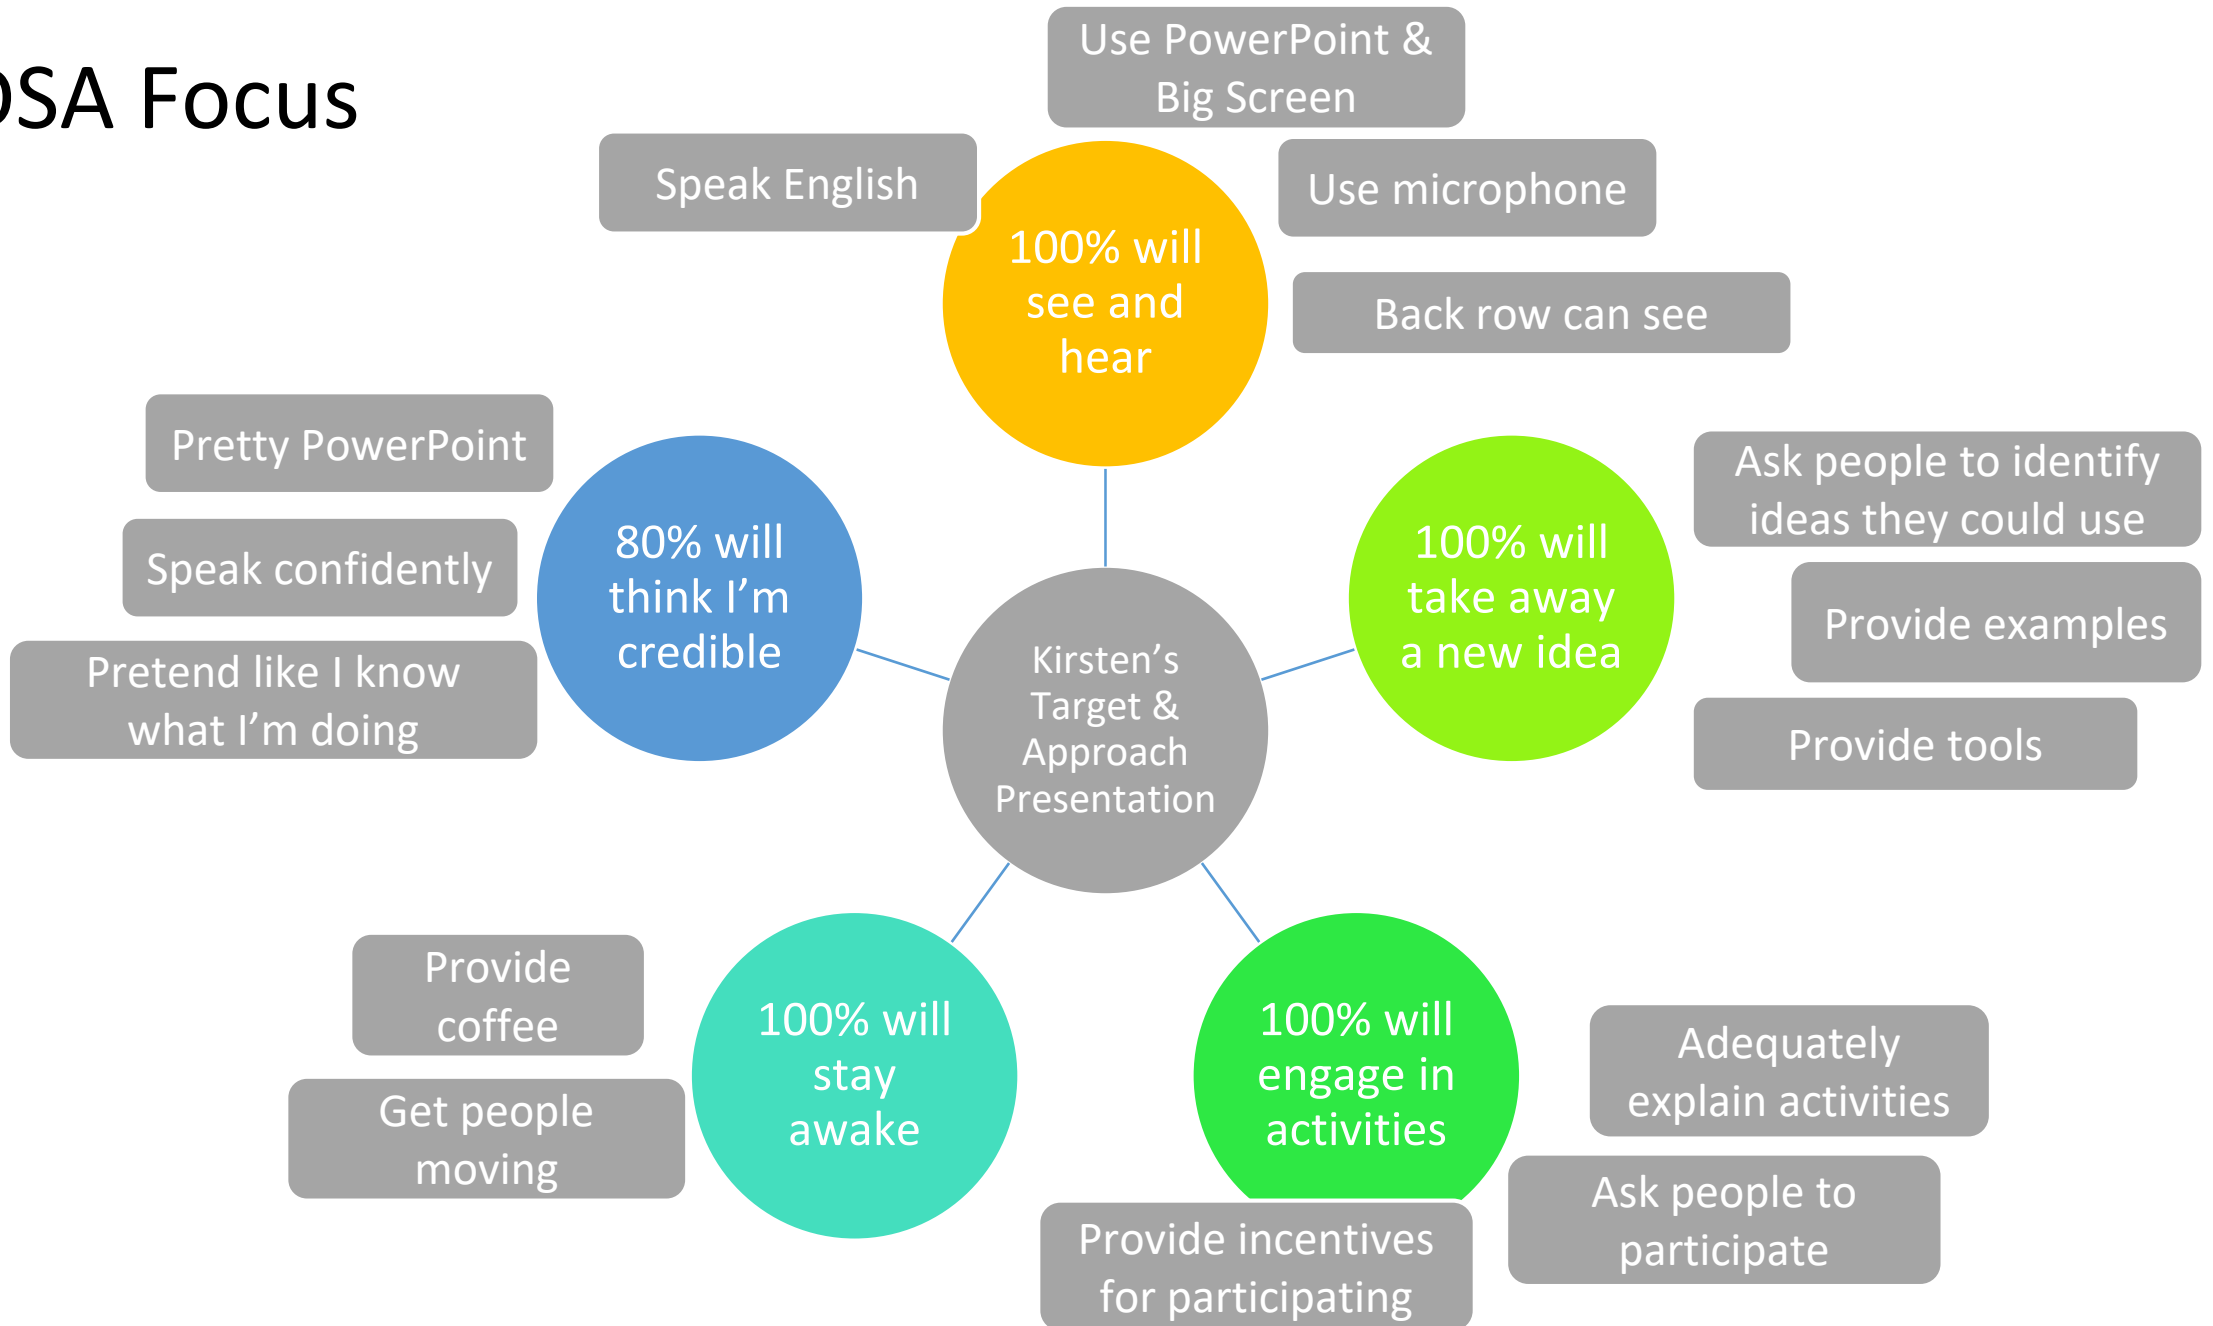 SA Focus
Use PowerPoint &
Big Screen
Speak English
Use microphone
100% will
see and
hear
Back row can see
Pretty PowerPoint
Speak confidently
Pretend like I know
what I’m doing
80% will
think I’m
credible
100% will
take away
a new idea
Ask people to identify
ideas they could use
Provide examples
Provide tools
Kirsten’s
Target &
Approach
Presentation
Provide
coffee
Get people
moving
100% will
stay
awake
100% will
engage in
activities
Adequately
explain activities
Ask people to
participate
Provide incentives
for participating